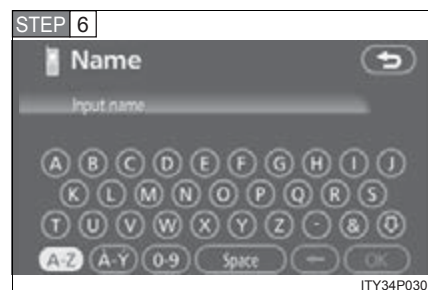 STEP 6
Name
Input name
A B C D E F G H I J
K L M N O P Q R S
T U V W X Y Z - &
A-Z À-Ý 0-9 Space ← OK
ITY34P030